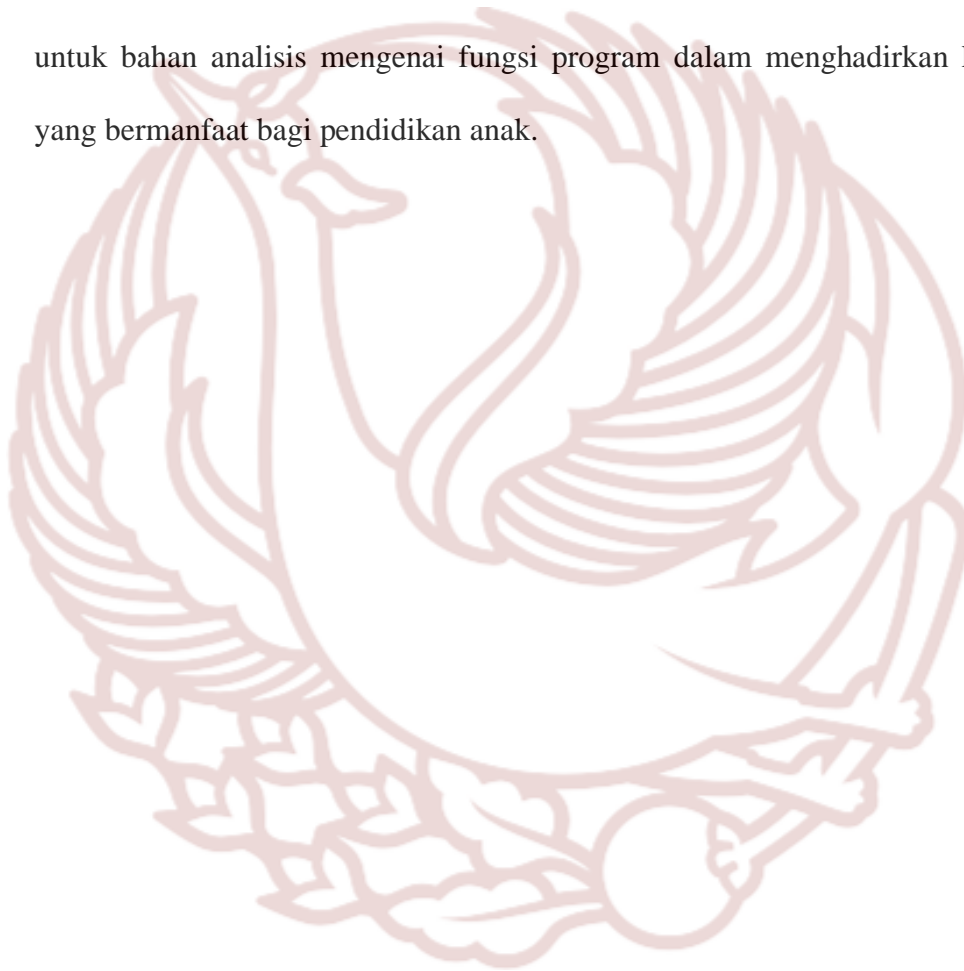 untuk bahan analisis mengenai fungsi program dalam menghadirkan
yang bermanfaat bagi pendidikan anak.